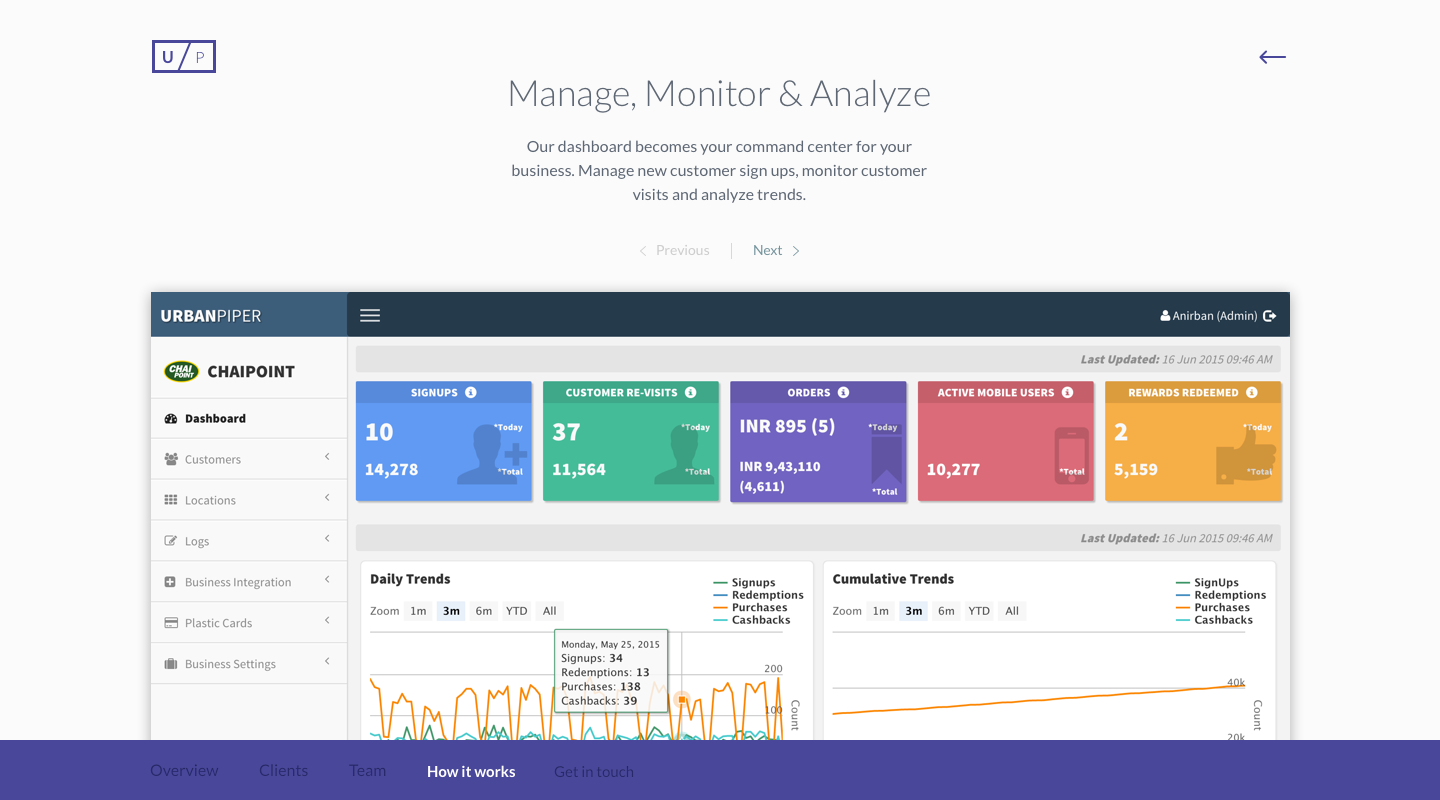 U P
Manage, Monitor & Analyze
Our dashboard becomes your command center for your
business. Manage new customer sign ups, monitor customer
visits and analyze trends.
Previous | Next
URBANPIPER
Anirban (Admin)
CHAI POINT CHAIPOINT
Dashboard
Customers
Locations
Logs
Business Integration
Plastic Cards
Business Settings
Last Updated: 16 Jun 2015 09:46 AM
SIGNUPS
10 *Today
14,278 *Total
CUSTOMER RE-VISITS
37 *Today
11,564 *Total
ORDERS
INR 895 (5) *Today
INR 9,43,110
(4,611) *Total
ACTIVE MOBILE USERS
10,277 *Total
REWARDS REDEEMED
2 *Today
5,159 *Total
Last Updated: 16 Jun 2015 09:46 AM
Daily Trends
Signups
Redemptions
Purchases
Cashbacks
Zoom 1m 3m 6m YTD All
Monday, May 25, 2015
Signups: 34
Redemptions: 13
Purchases: 138
Cashbacks: 39
200
100
Count
Cumulative Trends
SignUps
Redemptions
Purchases
Cashbacks
Zoom 1m 3m 6m YTD All
40k
20k
Count
Overview Clients Team How it works Get in touch